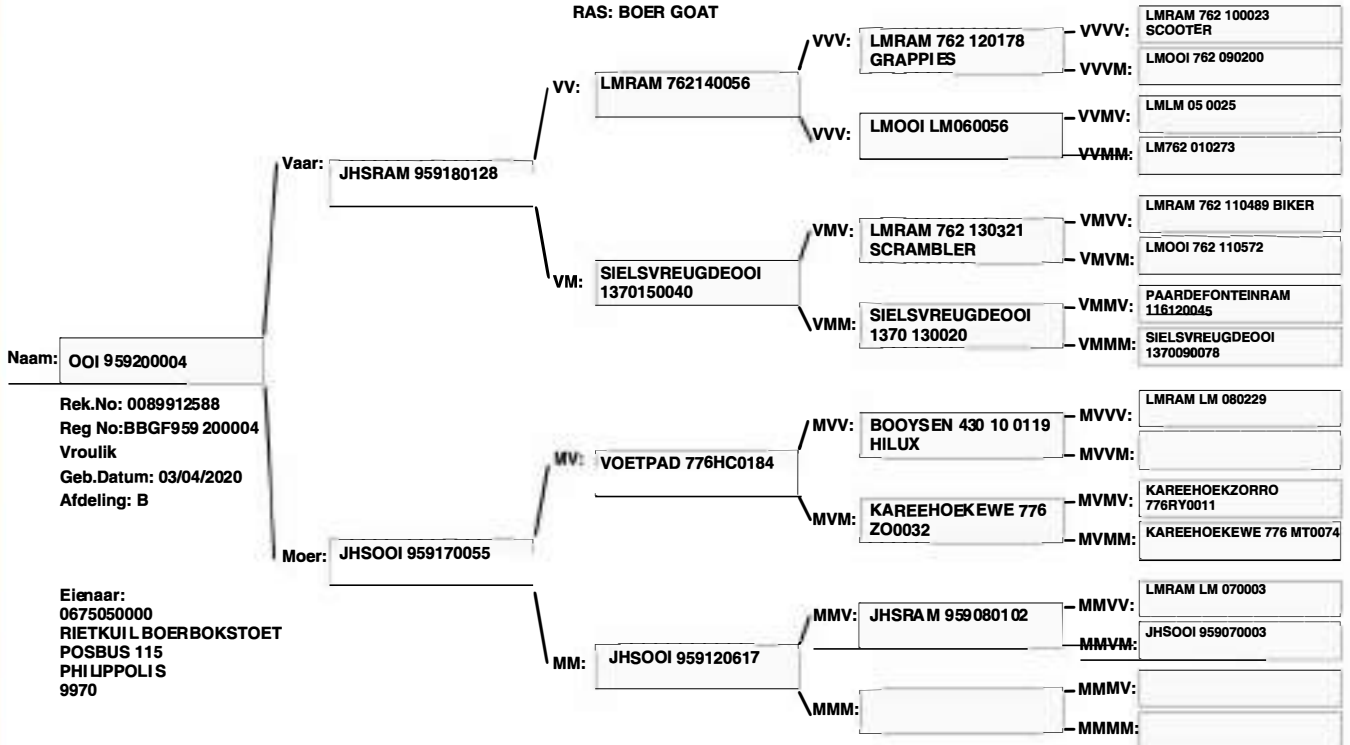 RAS: BOER GOAT
Naam: OOI 959200004
Rek.No: 0089912588
Reg No:BBGF959 200004
Vroulik
Geb.Datum: 03/04/2020
Afdeling: B
Eienaar:
0675050000
RIETKUIL BOERBOKSTOET
POSBUS 115
PHILIPPOLIS
9970
Vaar: JHSRAM 959180128
Moer: JHSOOI 959170055
VV: LMRAM 762140056
VM: SIELSVREUGDEOOI
1370150040
MV: VOETPAD 776HC0184
MM: JHSOOI 959120617
VVV: LMRAM 762 120178
GRAPPIES
VVV: LMOOI LM060056
VMV: LMRAM 762 130321
SCRAMBLER
VMM: SIELSVREUGDEOOI
1370 130020
MVV: BOOYSEN 430 10 0119
HILUX
MVM: KAREEHOEKEWE 776
ZO0032
MMV: JHSRAM 959080102
MMM:
VVVV: LMRAM 762 100023
SCOOTER
VVVM: LMOOI 762 090200
VVMV: LMLM 05 0025
VVMM: LM762 010273
VMVV: LMRAM 762 110489 BIKER
VMVM: LMOOI 762 110572
VMMV: PAARDEFONTEINRAM
116120045
VMMM: SIELSVREUGDEOOI
1370090078
MVVV: LMRAM LM 080229
MVVM:
MVMV: KAREEHOEKZORRO
776RY0011
MVMM: KAREEHOEKEWE 776 MT0074
MMVV: LMRAM LM 070003
MMVM: JHSOOI 959070003
MMMV:
MMMM: